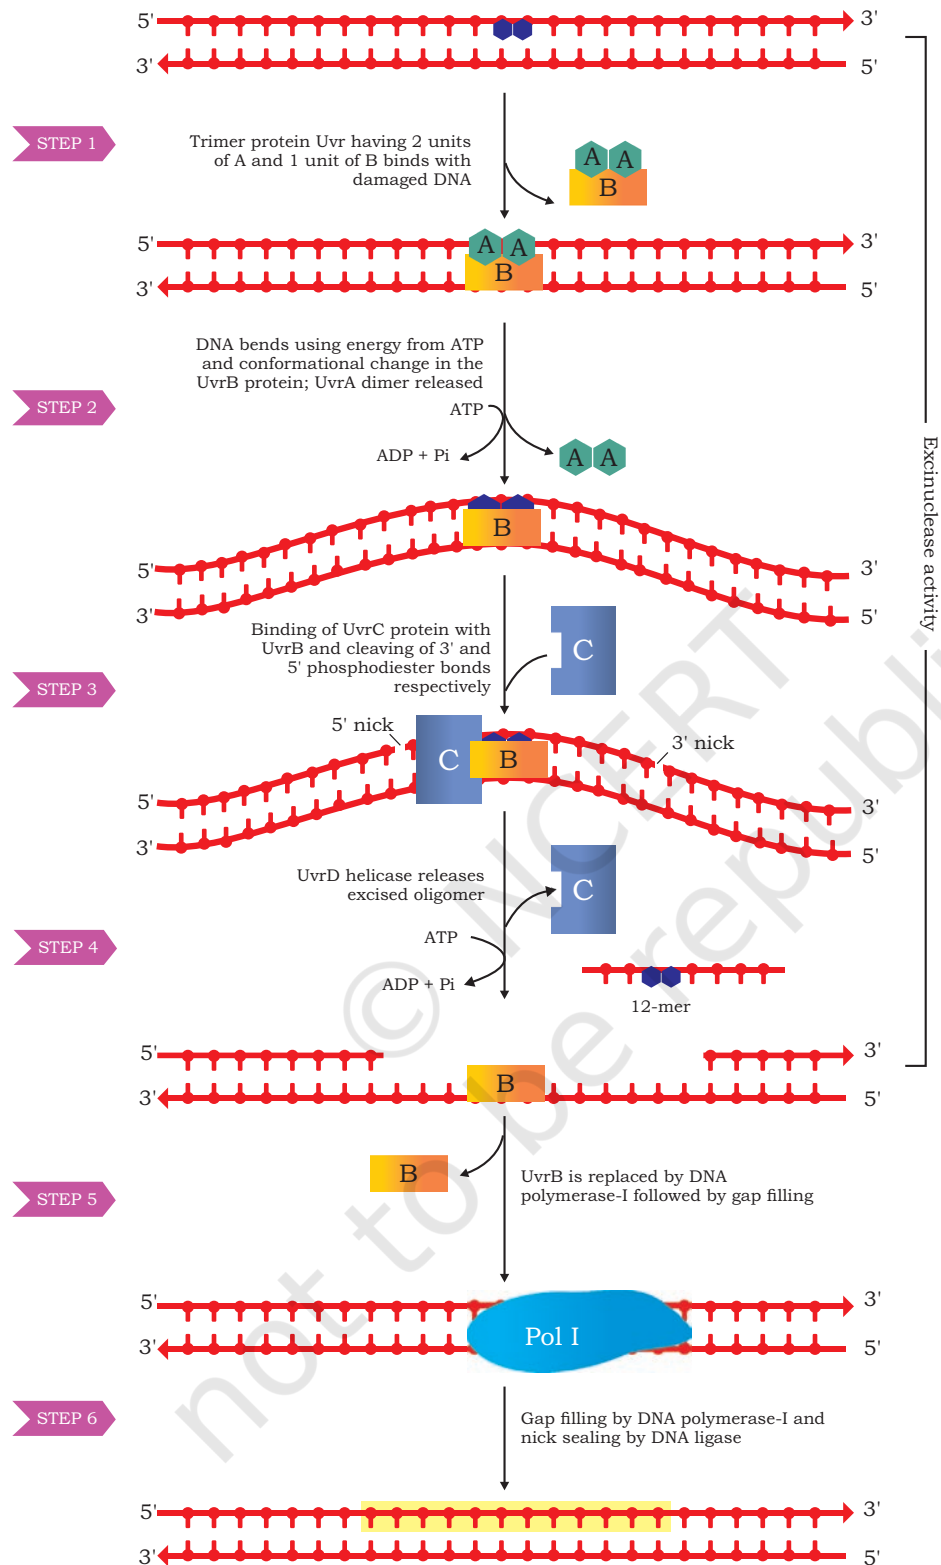 5'
3'
3'
5'
STEP 1
Trimer protein Uvr having 2 units
of A and 1 unit of B binds with
damaged DNA
A A
B
5'
3'
A A
B
3'
5'
DNA bends using energy from ATP
and conformational change in the
UvrB protein; UvrA dimer released
STEP 2
ATP
ADP + Pi
A A
Excinuclease activity
B
5'
3'
3'
5'
Binding of UvrC protein with
UvrB and cleaving of 3' and
5' phosphodiester bonds
respectively
C
STEP 3
5' nick
3' nick
C
B
5'
3'
3'
5'
UvrD helicase releases
excised oligomer
C
STEP 4
ATP
ADP + Pi
12-mer
5'
3'
B
3'
5'
B
STEP 5
UvrB is replaced by DNA
polymerase-I followed by gap filling
5'
3'
Pol I
3'
5'
STEP 6
Gap filling by DNA polymerase-I and
nick sealing by DNA ligase
5'
3'
3'
5'
© NCERT
not to be republi